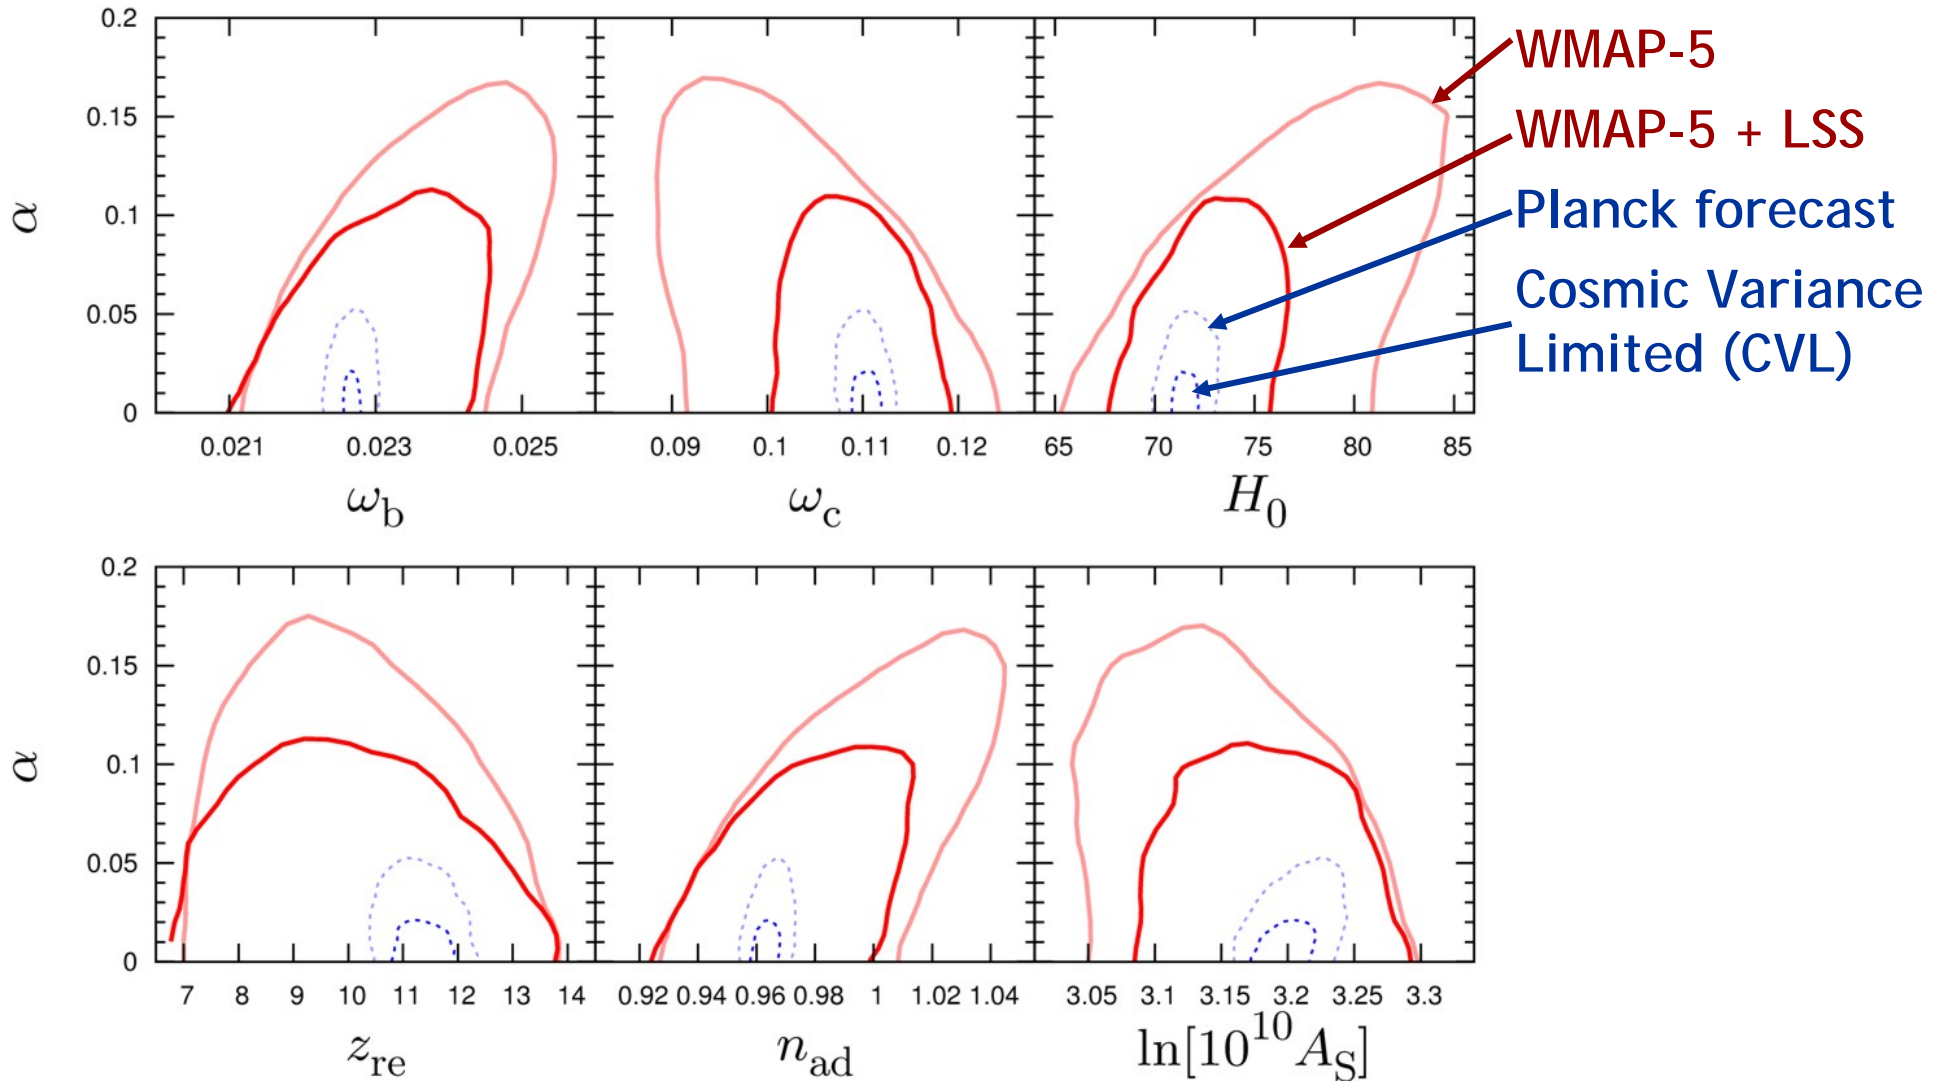 0.2
0.15
0.1
0.05
0
α
0.021 0.023 0.025
ω_b
0.09 0.1 0.11 0.12
ω_c
65 70 75 80 85
H_0
WMAP-5
WMAP-5 + LSS
Planck forecast
Cosmic Variance
Limited (CVL)
0.2
0.15
0.1
0.05
0
α
7 8 9 10 11 12 13 14
z_re
0.92 0.94 0.96 0.98 1 1.02 1.04
n_ad
3.05 3.1 3.15 3.2 3.25 3.3
ln[10^10 A_S]